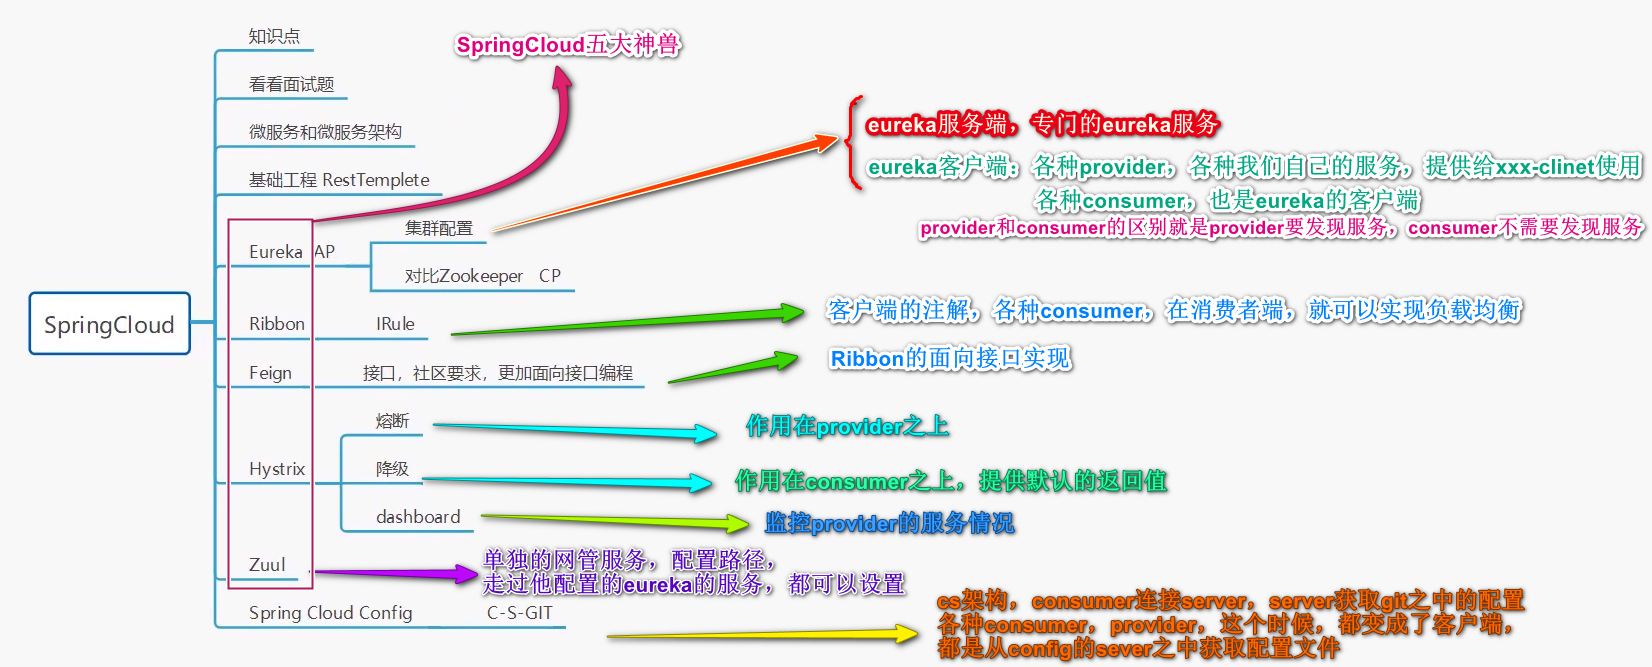 知识点
SpringCloud五大神兽
看看面试题
微服务和微服务架构
eureka服务端，专门的eureka服务
eureka客户端：各种provider，各种我们自己的服务，提供给xxx-clinet使用
基础工程 RestTemplete
各种consumer，也是eureka的客户端
集群配置
provider和consumer的区别就是provider要发现服务，consumer不需要发现服务
Eureka AP
对比Zookeeper CP
SpringCloud
Ribbon
IRule
客户端的注解，各种consumer，在消费者端，就可以实现负载均衡
Feign
接口，社区要求，更加面向接口编程
Ribbon的面向接口实现
熔断
作用在provider之上
Hystrix
降级
作用在consumer之上，提供默认的返回值
dashboard
监控provider的服务情况
Zuul
单独的网管服务，配置路径，
走过他配置的eureka的服务，都可以设置
Spring Cloud Config
C-S-GIT
cs架构，consumer连接server，server获取git之中的配置
各种consumer，provider，这个时候，都变成了客户端，
都是从config的sever之中获取配置文件